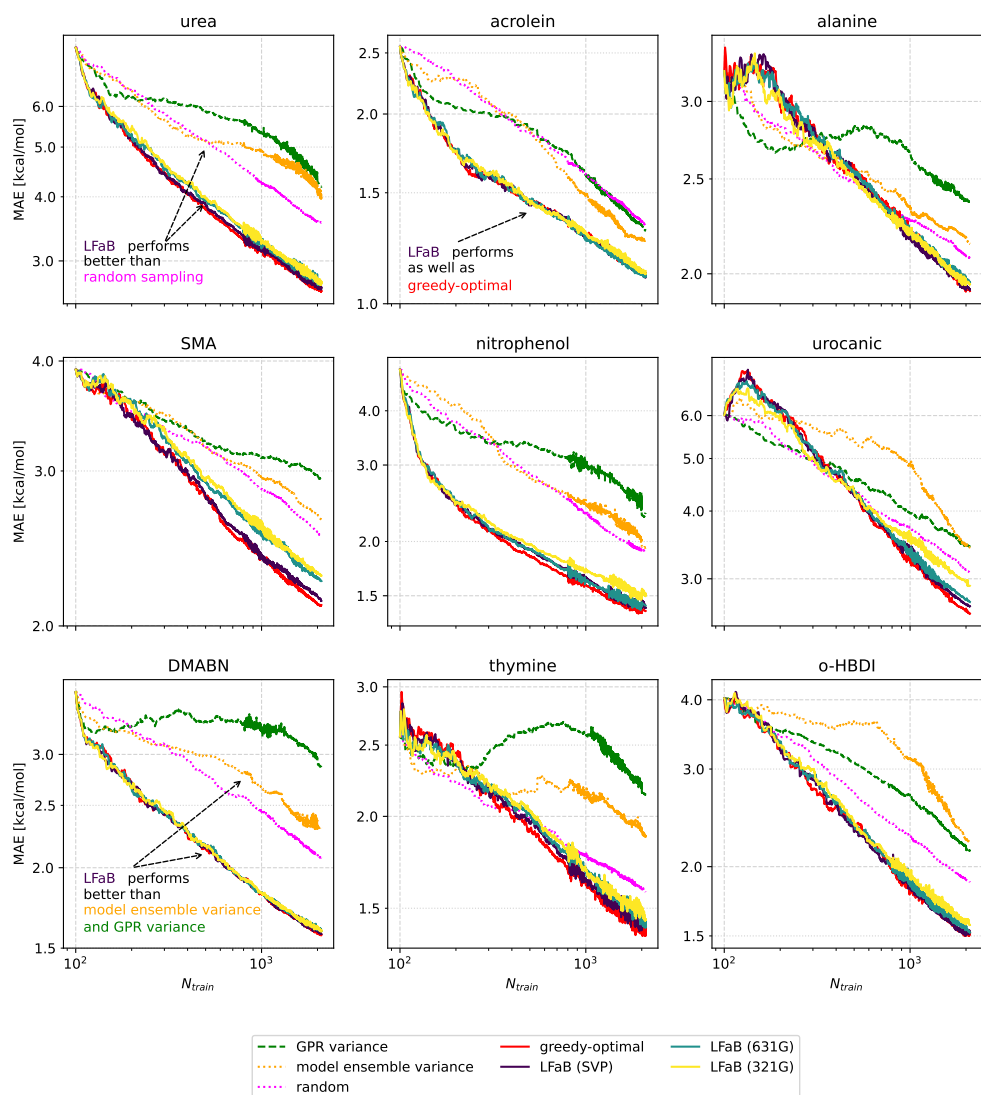 urea
acrolein
alanine
MAE [kcal/mol]
6.0
5.0
4.0
3.0
LFaB performs
better than
random sampling
2.5
2.0
1.5
1.0
LFaB performs
as well as
greedy-optimal
3.0
2.5
2.0
SMA
nitrophenol
urocanic
MAE [kcal/mol]
4.0
3.0
2.0
4.0
3.0
2.0
1.5
6.0
5.0
4.0
3.0
DMABN
thymine
o-HBDI
MAE [kcal/mol]
3.0
2.5
2.0
1.5
LFaB performs
better than
model ensemble variance
and GPR variance
3.0
2.5
2.0
1.5
4.0
3.0
2.0
1.5
10² 10³
10² 10³
10² 10³
N_train
N_train
N_train
GPR variance
model ensemble variance
random
greedy-optimal
LFaB (SVP)
LFaB (631G)
LFaB (321G)